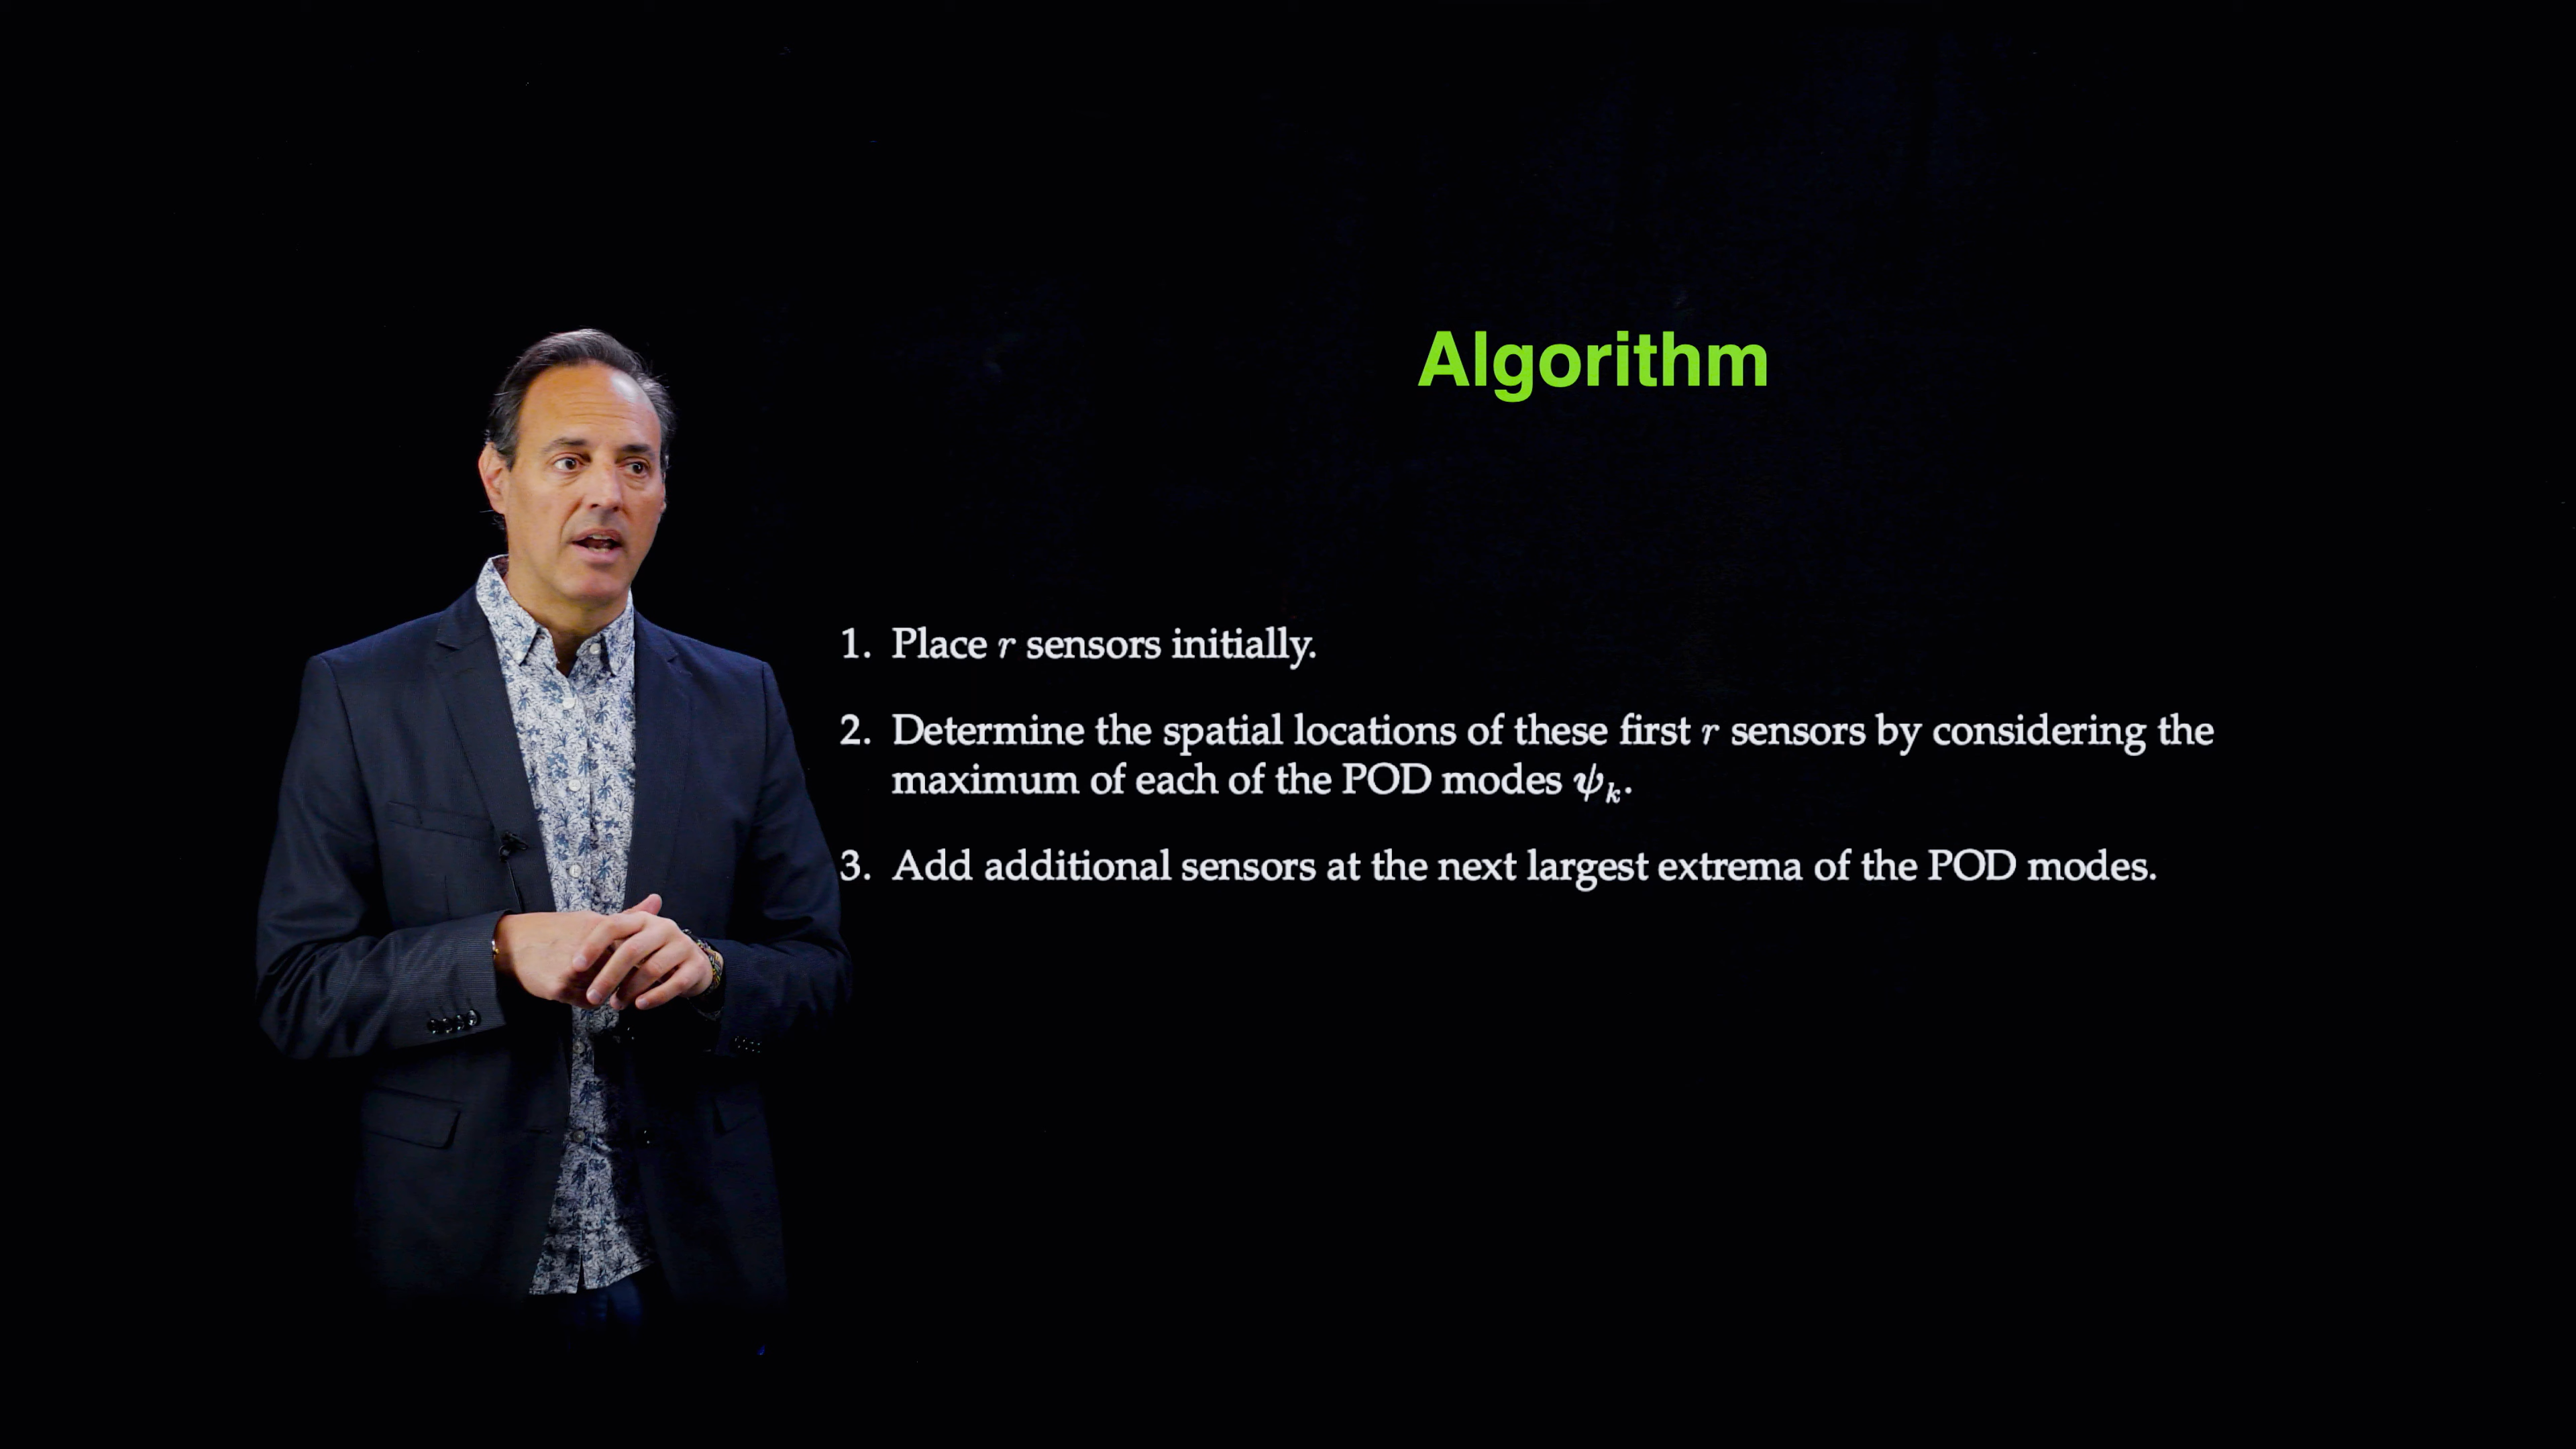 Algorithm
1. Place r sensors initially.
2. Determine the spatial locations of these first r sensors by considering the
maximum of each of the POD modes ψₖ.
3. Add additional sensors at the next largest extrema of the POD modes.